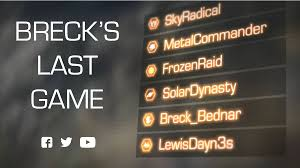 BRECK'S
LAST
GAME
SkyRadical
MetalCommander
FrozenRaid
SolarDynasty
Breck_Bednar
LewisDayn3s